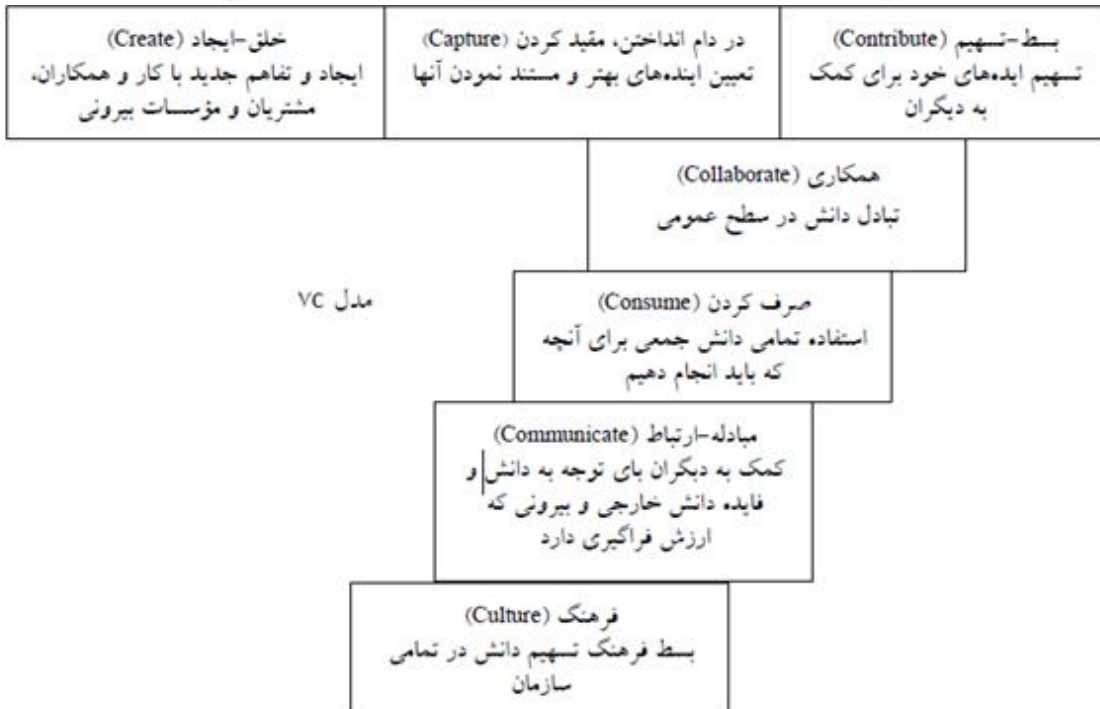 بسط-تسهیم (Contribute)
تسهیم ایده‌های خود برای کمک
به دیگران
در دام انداختن، مقید کردن (Capture)
تعیین اینده‌های بهتر و مستند نمودن آنها
خلق-ایجاد (Create)
ایجاد و تفاهم جدید با کار و همکاران،
مشتریان و مؤسسات بیرونی
همکاری (Collaborate)
تبادل دانش در سطح عمومی
صرف کردن (Consume)
استفاده تمامی دانش جمعی برای آنچه
که باید انجام دهیم
مدل ۷C
مبادله-ارتباط (Communicate)
کمک به دیگران بای توجه به دانش و
فایده دانش خارجی و بیرونی که
ارزش فراگیری دارد
فرهنگ (Culture)
بسط فرهنگ تسهیم دانش در تمامی
سازمان